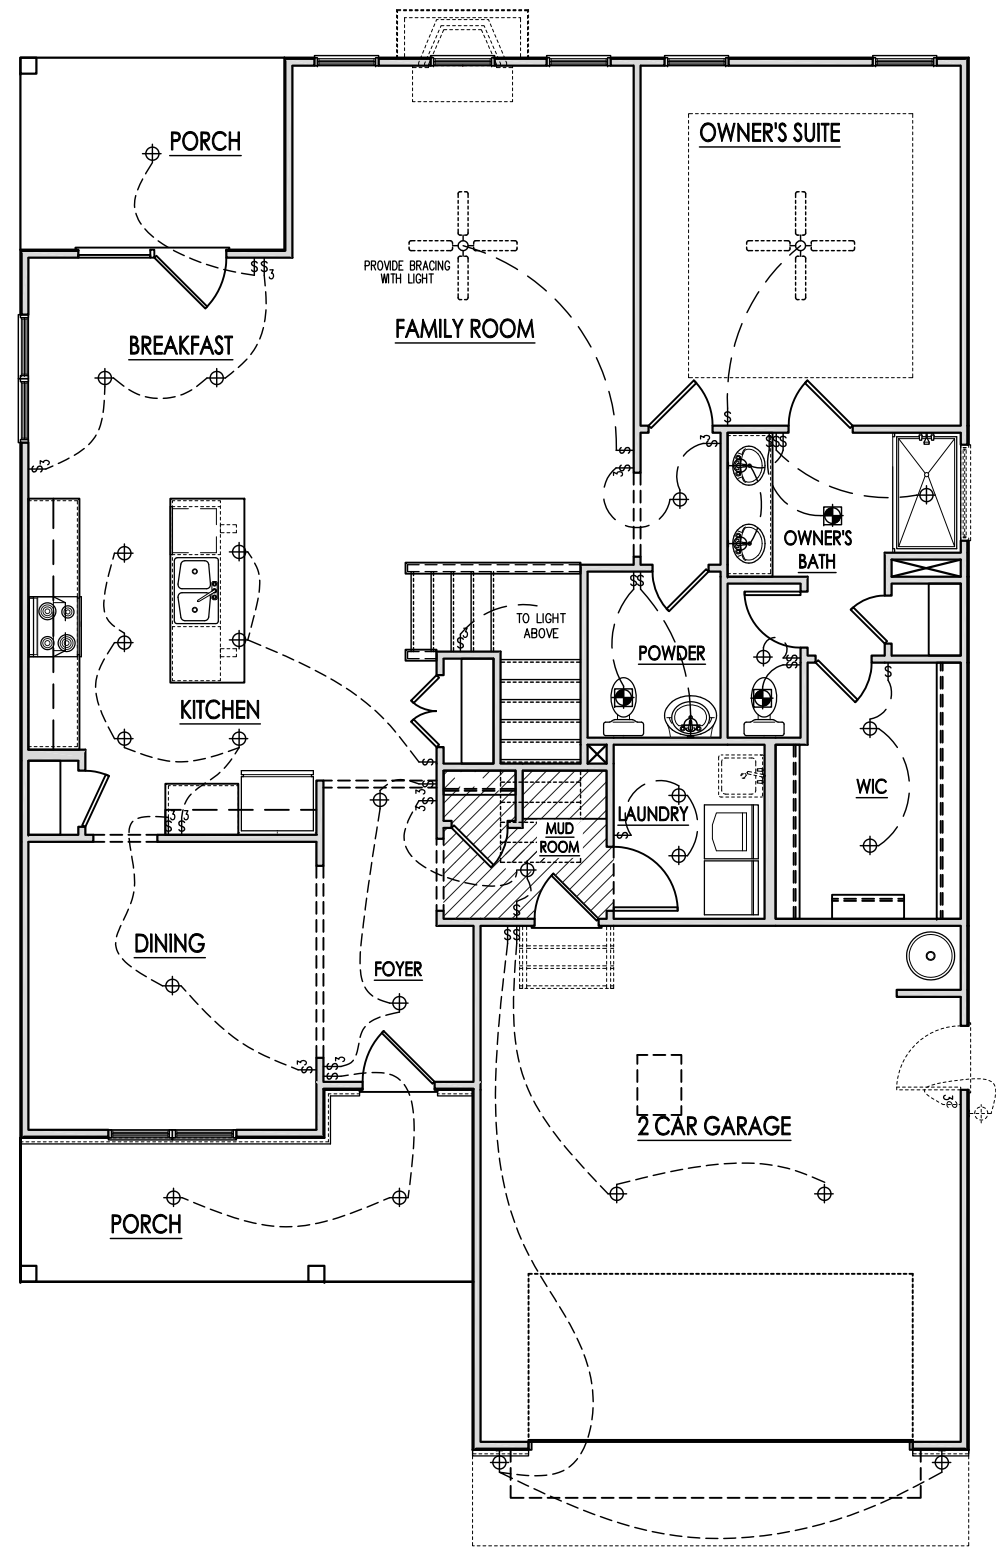 PORCH
OWNER'S SUITE
PROVIDE BRACING
WITH LIGHT
FAMILY ROOM
BREAKFAST
OWNER'S
BATH
TO LIGHT
ABOVE
POWDER
KITCHEN
WIC
LAUNDRY
MUD
ROOM
DINING
FOYER
2 CAR GARAGE
PORCH